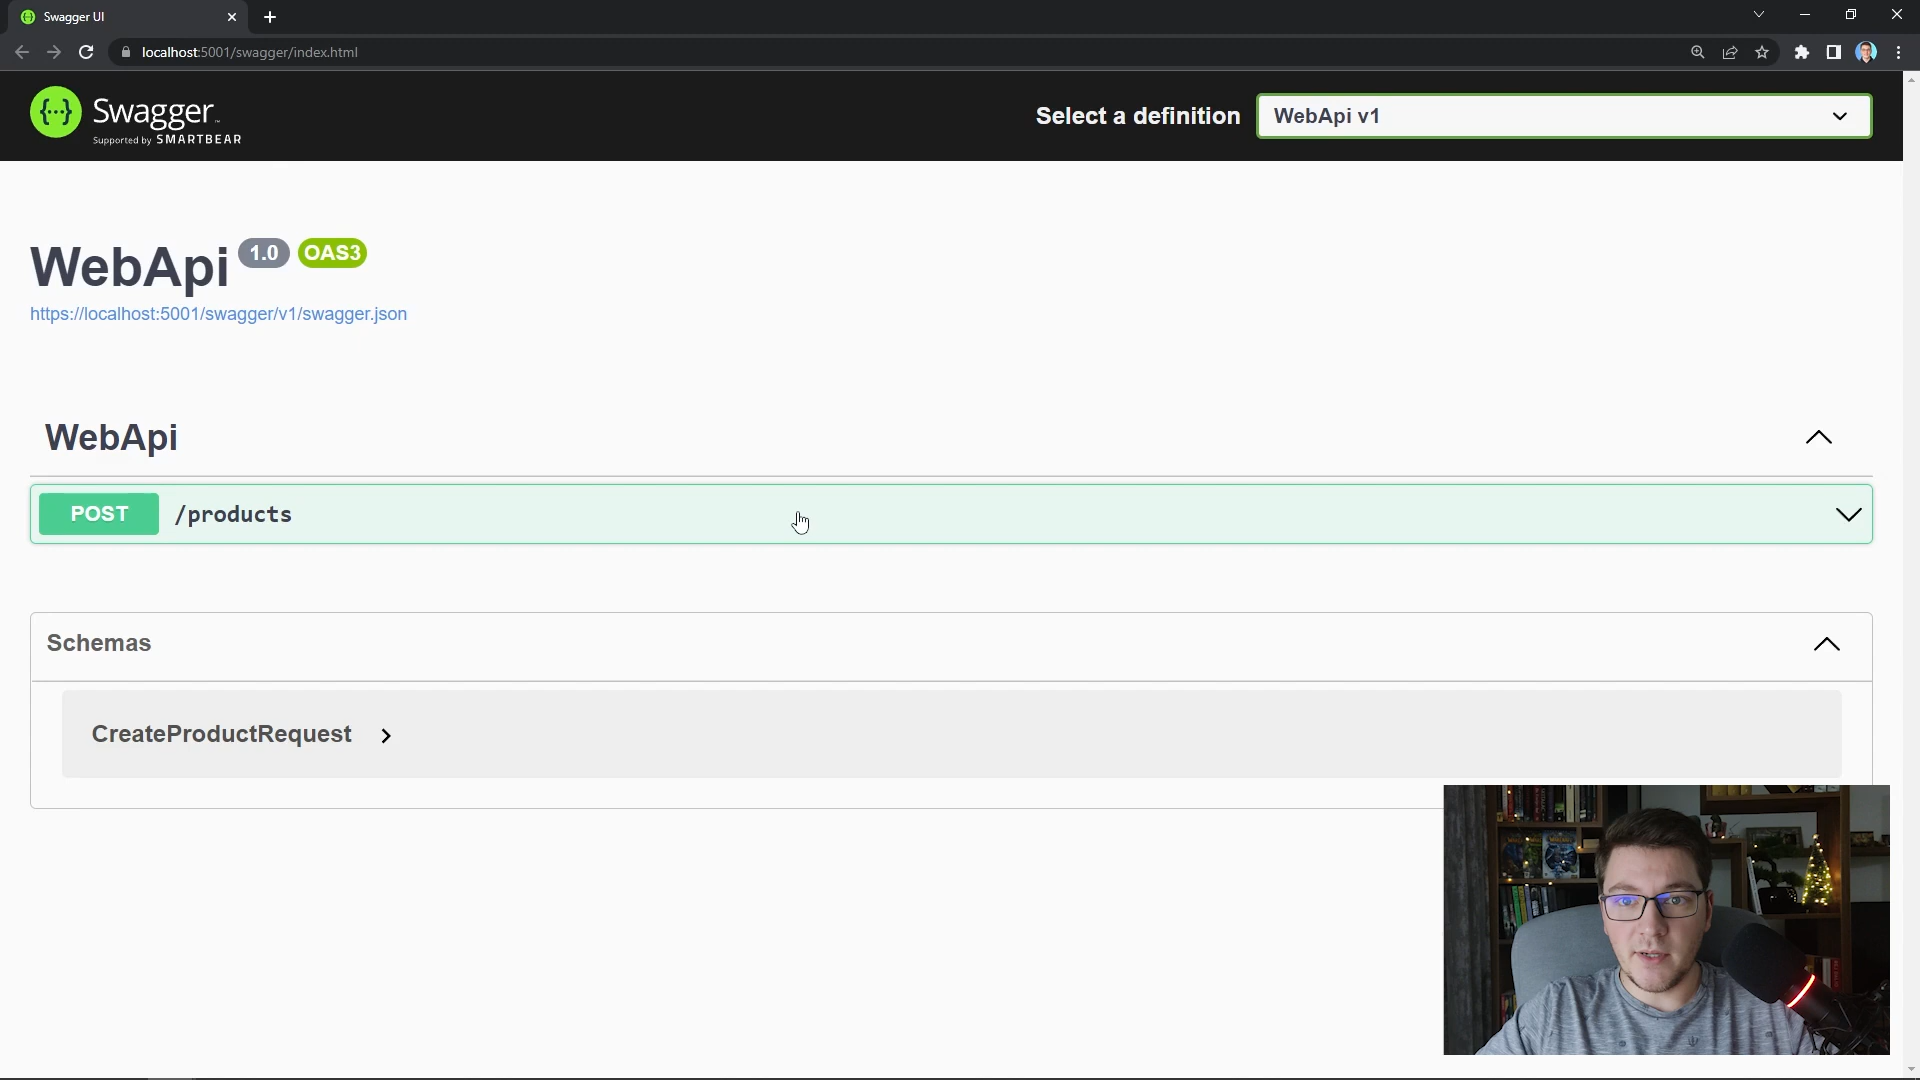 Swagger UI
localhost:5001/swagger/index.html
{···} Swagger™
Supported by SMARTBEAR
Select a definition
WebApi v1
WebApi 1.0 OAS3
https://localhost:5001/swagger/v1/swagger.json
WebApi
POST /products
Schemas
CreateProductRequest